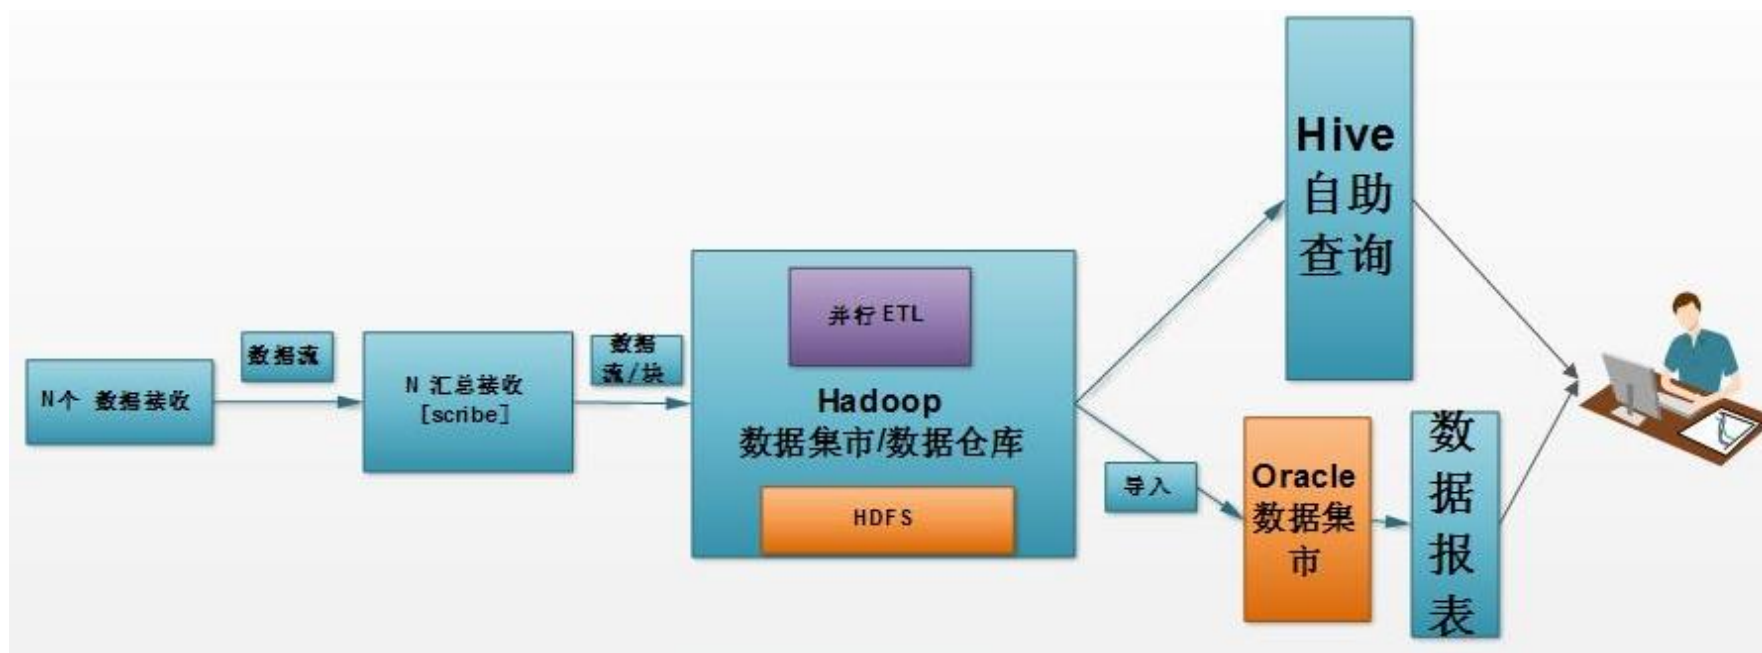 N个 数据接收
数据流
N 汇总接收
[scribe]
数据
流/块
并行 ETL
Hadoop
数据集市/数据仓库
HDFS
Hive
自助
查询
导入
Oracle
数据集
市
数
据
报
表